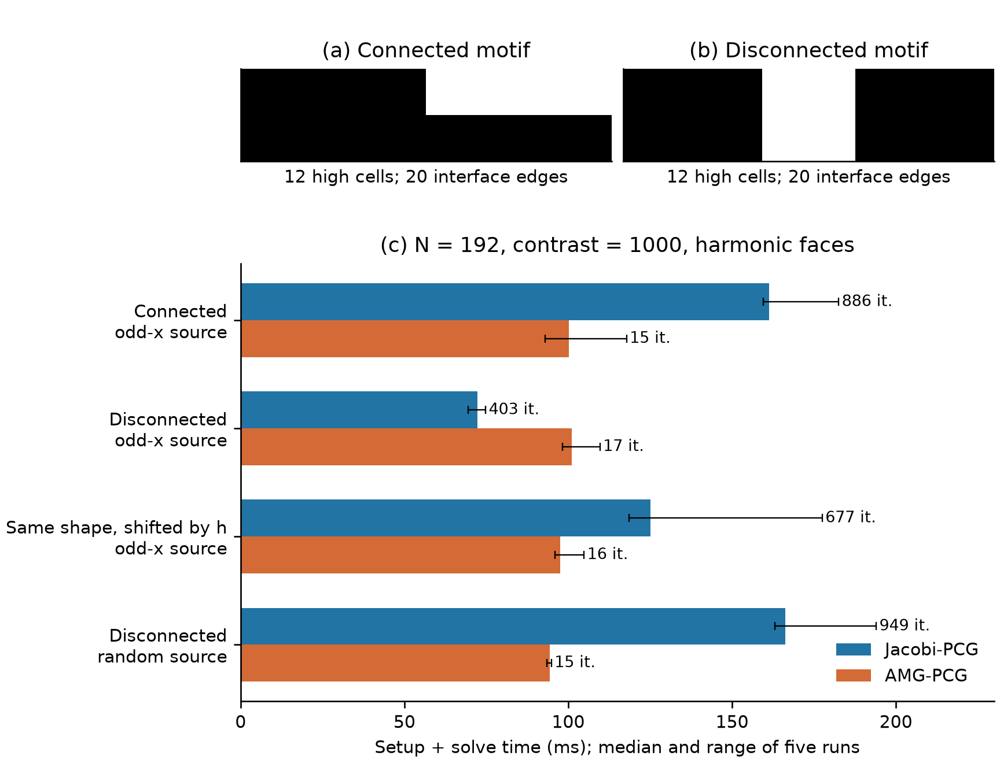 (a) Connected motif
(b) Disconnected motif
12 high cells; 20 interface edges
12 high cells; 20 interface edges
(c) N = 192, contrast = 1000, harmonic faces
Connected
odd-x source
886 it.
15 it.
Disconnected
odd-x source
403 it.
17 it.
Same shape, shifted by h
odd-x source
677 it.
16 it.
Disconnected
random source
949 it.
15 it.
Jacobi-PCG
AMG-PCG
0
50
100
150
200
Setup + solve time (ms); median and range of five runs